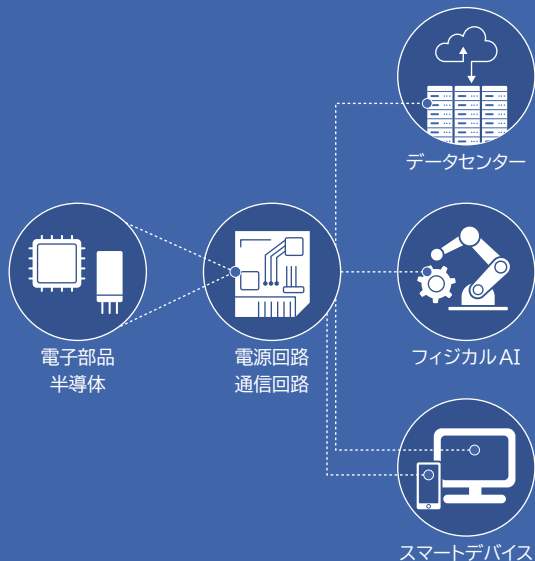 データセンター
電子部品
半導体
電源回路
通信回路
フィジカルAI
スマートデバイス